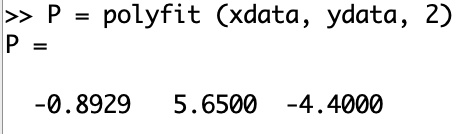 >> P = polyfit (xdata, ydata, 2)
P =
-0.8929 5.6500 -4.4000